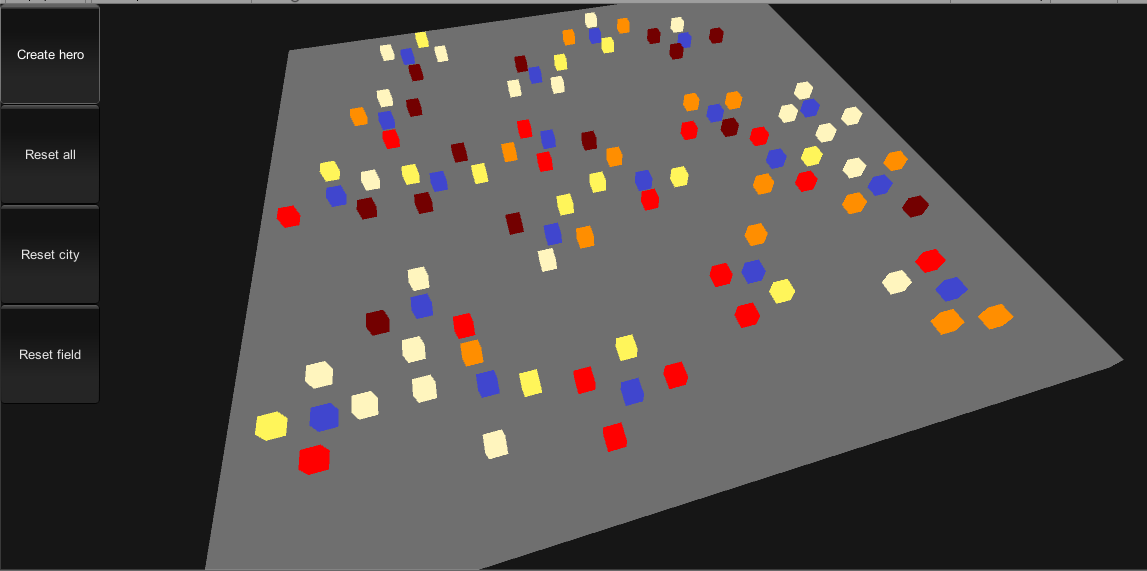 Create hero
Reset all
Reset city
Reset field